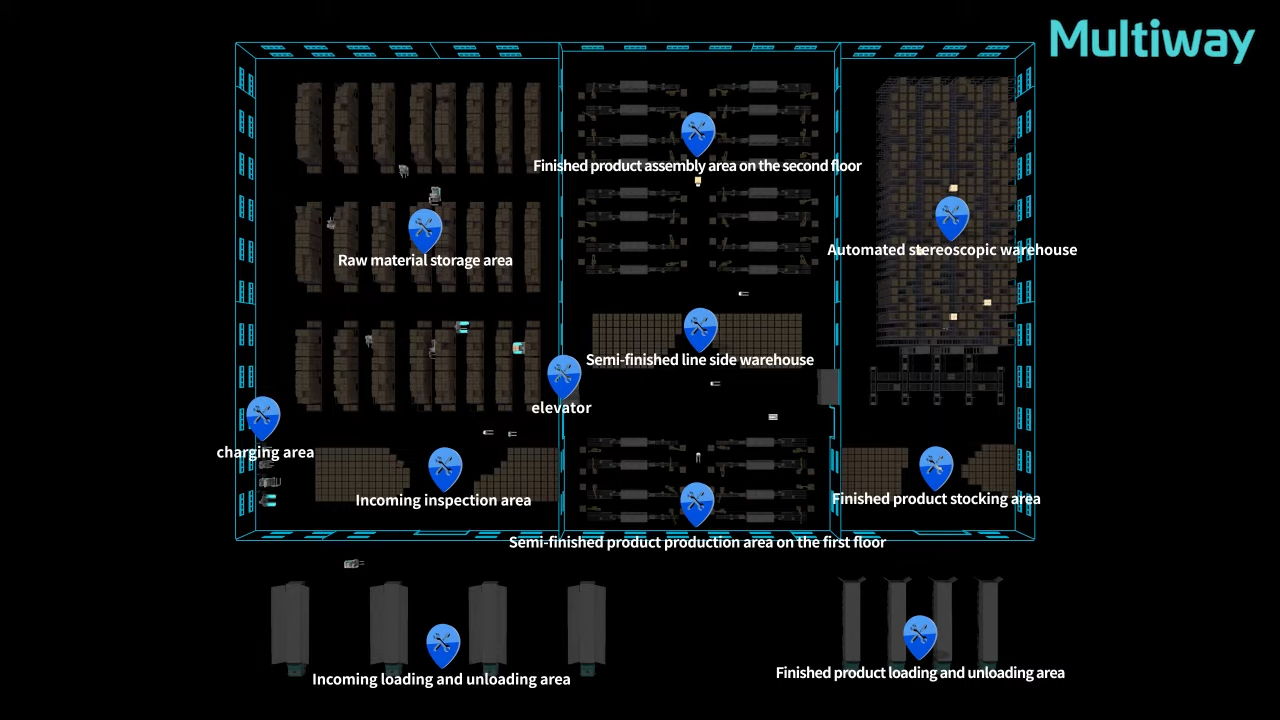 Multiway
Finished product assembly area on the second floor
Automated stereoscopic warehouse
Raw material storage area
Semi-finished line side warehouse
elevator
charging area
Incoming inspection area
Finished product stocking area
Semi-finished product production area on the first floor
Finished product loading and unloading area
Incoming loading and unloading area